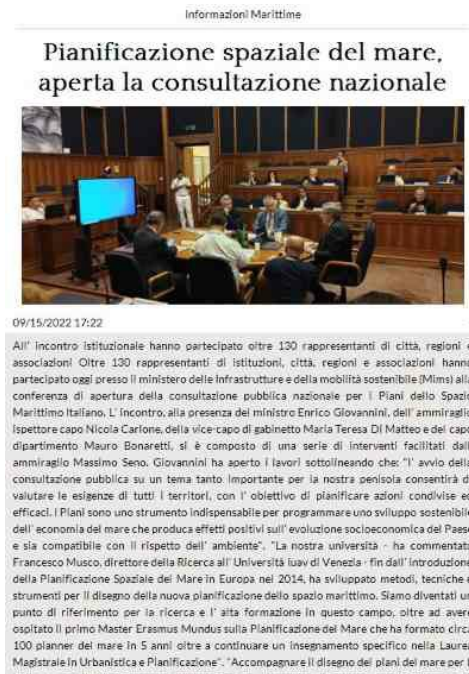 Informazioni Marittime
Pianificazione spaziale del mare,
aperta la consultazione nazionale
09/15/2022 17:22
All' incontro istituzionale hanno partecipato oltre 130 rappresentanti di città, regioni e
associazioni Oltre 130 rappresentanti di istituzioni, città, regioni e associazioni hanno
partecipato oggi presso il ministero delle Infrastrutture e della mobilità sostenibile (Mims) alla
conferenza di apertura della consultazione pubblica nazionale per i Piani dello Spazio
Marittimo Italiano. L' incontro, alla presenza del ministro Enrico Giovannini, dell' ammiraglio
ispettore capo Nicola Carlone, della vice-capo di gabinetto Maria Teresa Di Matteo e del capo
dipartimento Mauro Bonaretti, si è composto di una serie di interventi facilitati dall'
ammiraglio Massimo Seno. Giovannini ha aperto i lavori sottolineando che: "l' avvio della
consultazione pubblica su un tema tanto importante per la nostra penisola consentirà di
valutare le esigenze di tutti i territori, con l' obiettivo di pianificare azioni condivise ed
efficaci. I Piani sono uno strumento indispensabile per programmare uno sviluppo sostenibile
dell' economia del mare che produca effetti positivi sull' evoluzione socioeconomica del Paese
e sia compatibile con il rispetto dell' ambiente". "La nostra università - ha commentato
Francesco Musco, direttore della Ricerca all' Università Iuav di Venezia - fin dall' introduzione
della Pianificazione Spaziale del Mare in Europa nel 2014, ha sviluppato metodi, tecniche e
strumenti per il disegno della nuova pianificazione dello spazio marittimo. Siamo diventati un
punto di riferimento per la ricerca e l' alta formazione in questo campo, oltre ad avere
ospitato il primo Master Erasmus Mundus sulla Pianificazione del Mare che ha formato circa
100 planner del mare in 5 anni oltre a continuare un insegnamento specifico nella Laurea
Magistrale in Urbanistica e Pianificazione". "Accompagnare il disegno dei piani del mare per i